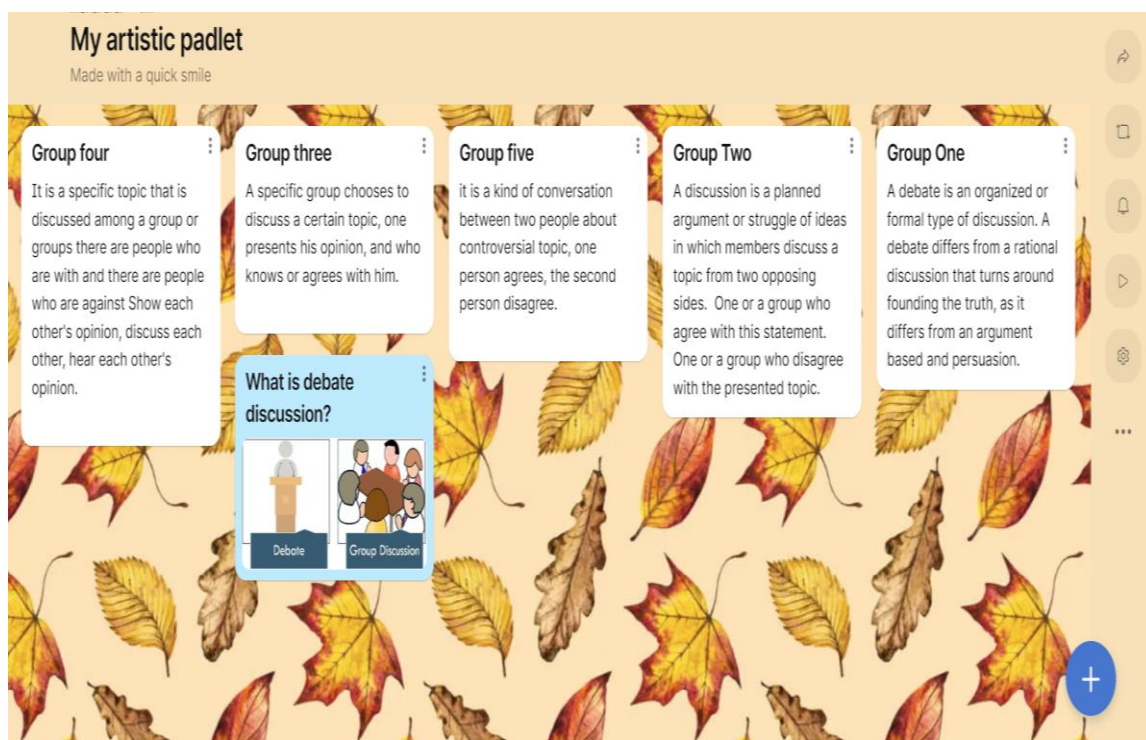 My artistic padlet
Made with a quick smile
Group four
It is a specific topic that is
discussed among a group or
groups there are people who
are with and there are people
who are against Show each
other's opinion, discuss each
other, hear each other's
opinion.
Group three
A specific group chooses to
discuss a certain topic, one
presents his opinion, and who
knows or agrees with him.
What is debate
discussion?
Debate
Group Discussion
Group five
it is a kind of conversation
between two people about
controversial topic, one
person agrees, the second
person disagree.
Group Two
A discussion is a planned
argument or struggle of ideas
in which members discuss a
topic from two opposing
sides. One or a group who
agree with this statement.
One or a group who disagree
with the presented topic.
Group One
A debate is an organized or
formal type of discussion. A
debate differs from a rational
discussion that turns around
founding the truth, as it
differs from an argument
based and persuasion.